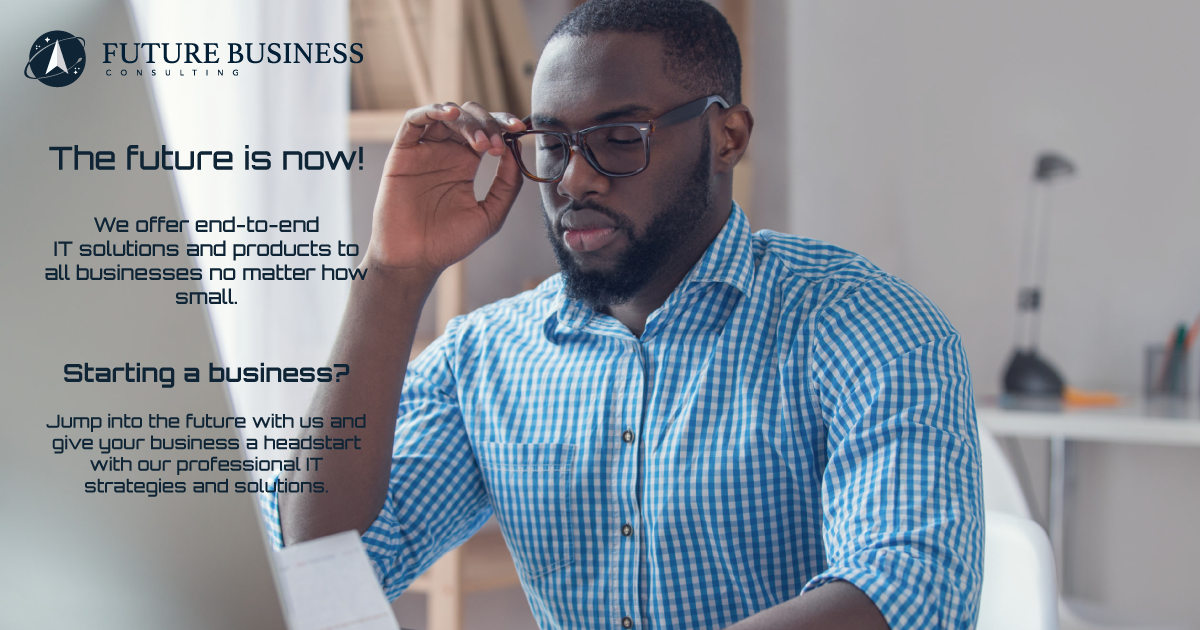 FUTURE BUSINESS
CONSULTING
The future is now!
We offer end-to-end
IT solutions and products to
all businesses no matter how
small.
Starting a business?
Jump into the future with us and
give your business a headstart
with our professional IT
strategies and solutions.